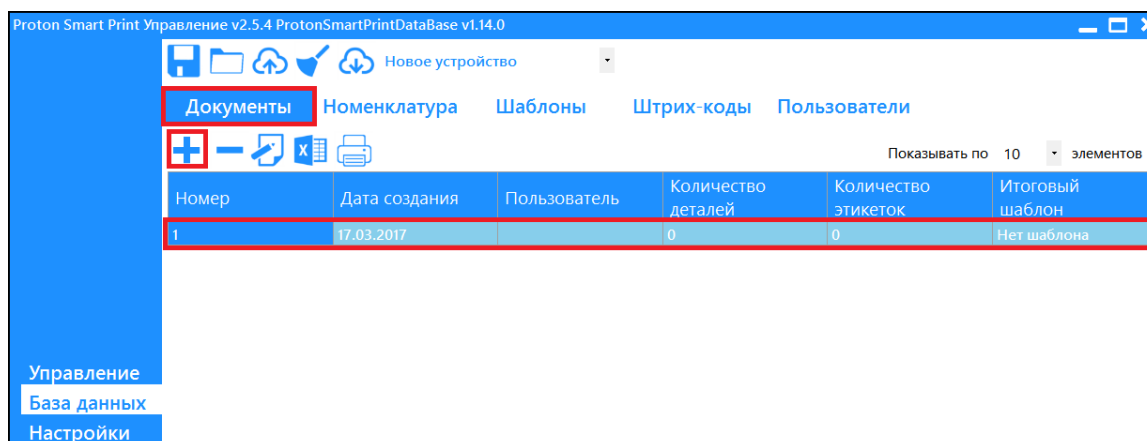 Proton Smart Print Управление v2.5.4 ProtonSmartPrintDataBase v1.14.0
Новое устройство
Документы Номенклатура Шаблоны Штрих-коды Пользователи
Показывать по 10 элементов
Номер Дата создания Пользователь Количество деталей Количество этикеток Итоговый шаблон
1 17.03.2017 0 0 Нет шаблона
Управление
База данных
Настройки